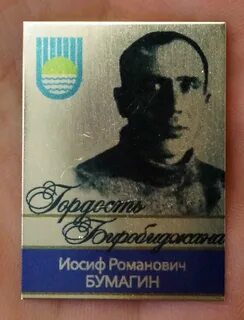 Гордость
Биробиджана
Иосиф Романович
БУМАГИН